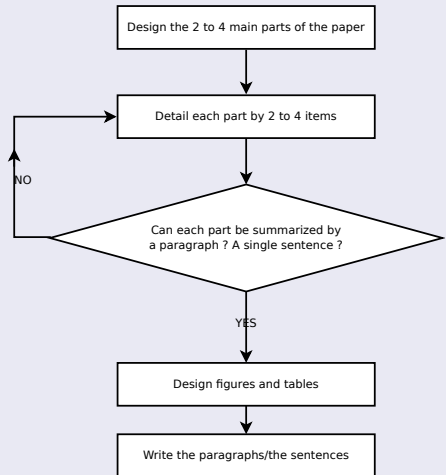 Design the 2 to 4 main parts of the paper
Detail each part by 2 to 4 items
NO
Can each part be summarized by
a paragraph ? A single sentence ?
YES
Design figures and tables
Write the paragraphs/the sentences